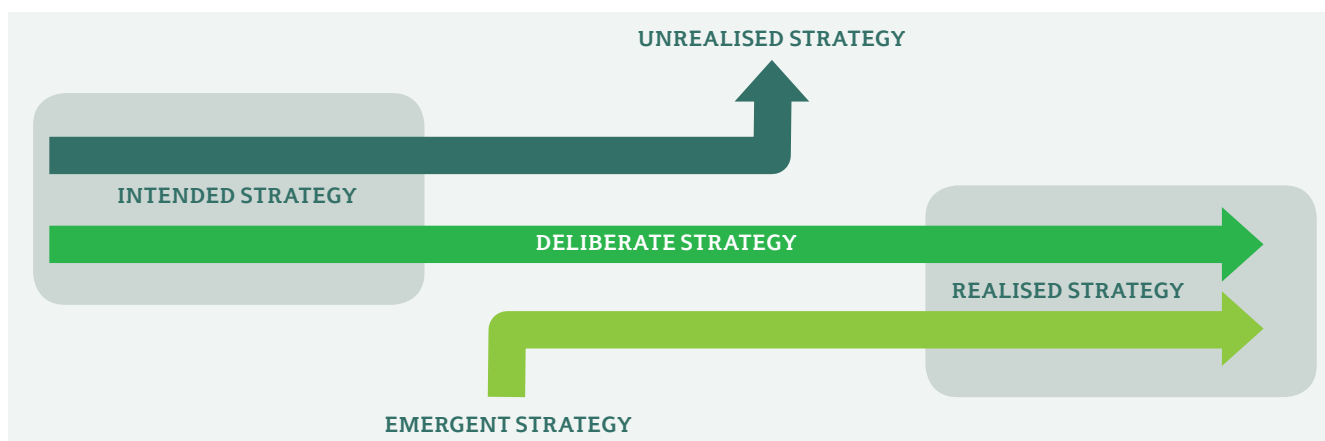 UNREALISED STRATEGY
INTENDED STRATEGY
DELIBERATE STRATEGY
REALISED STRATEGY
EMERGENT STRATEGY